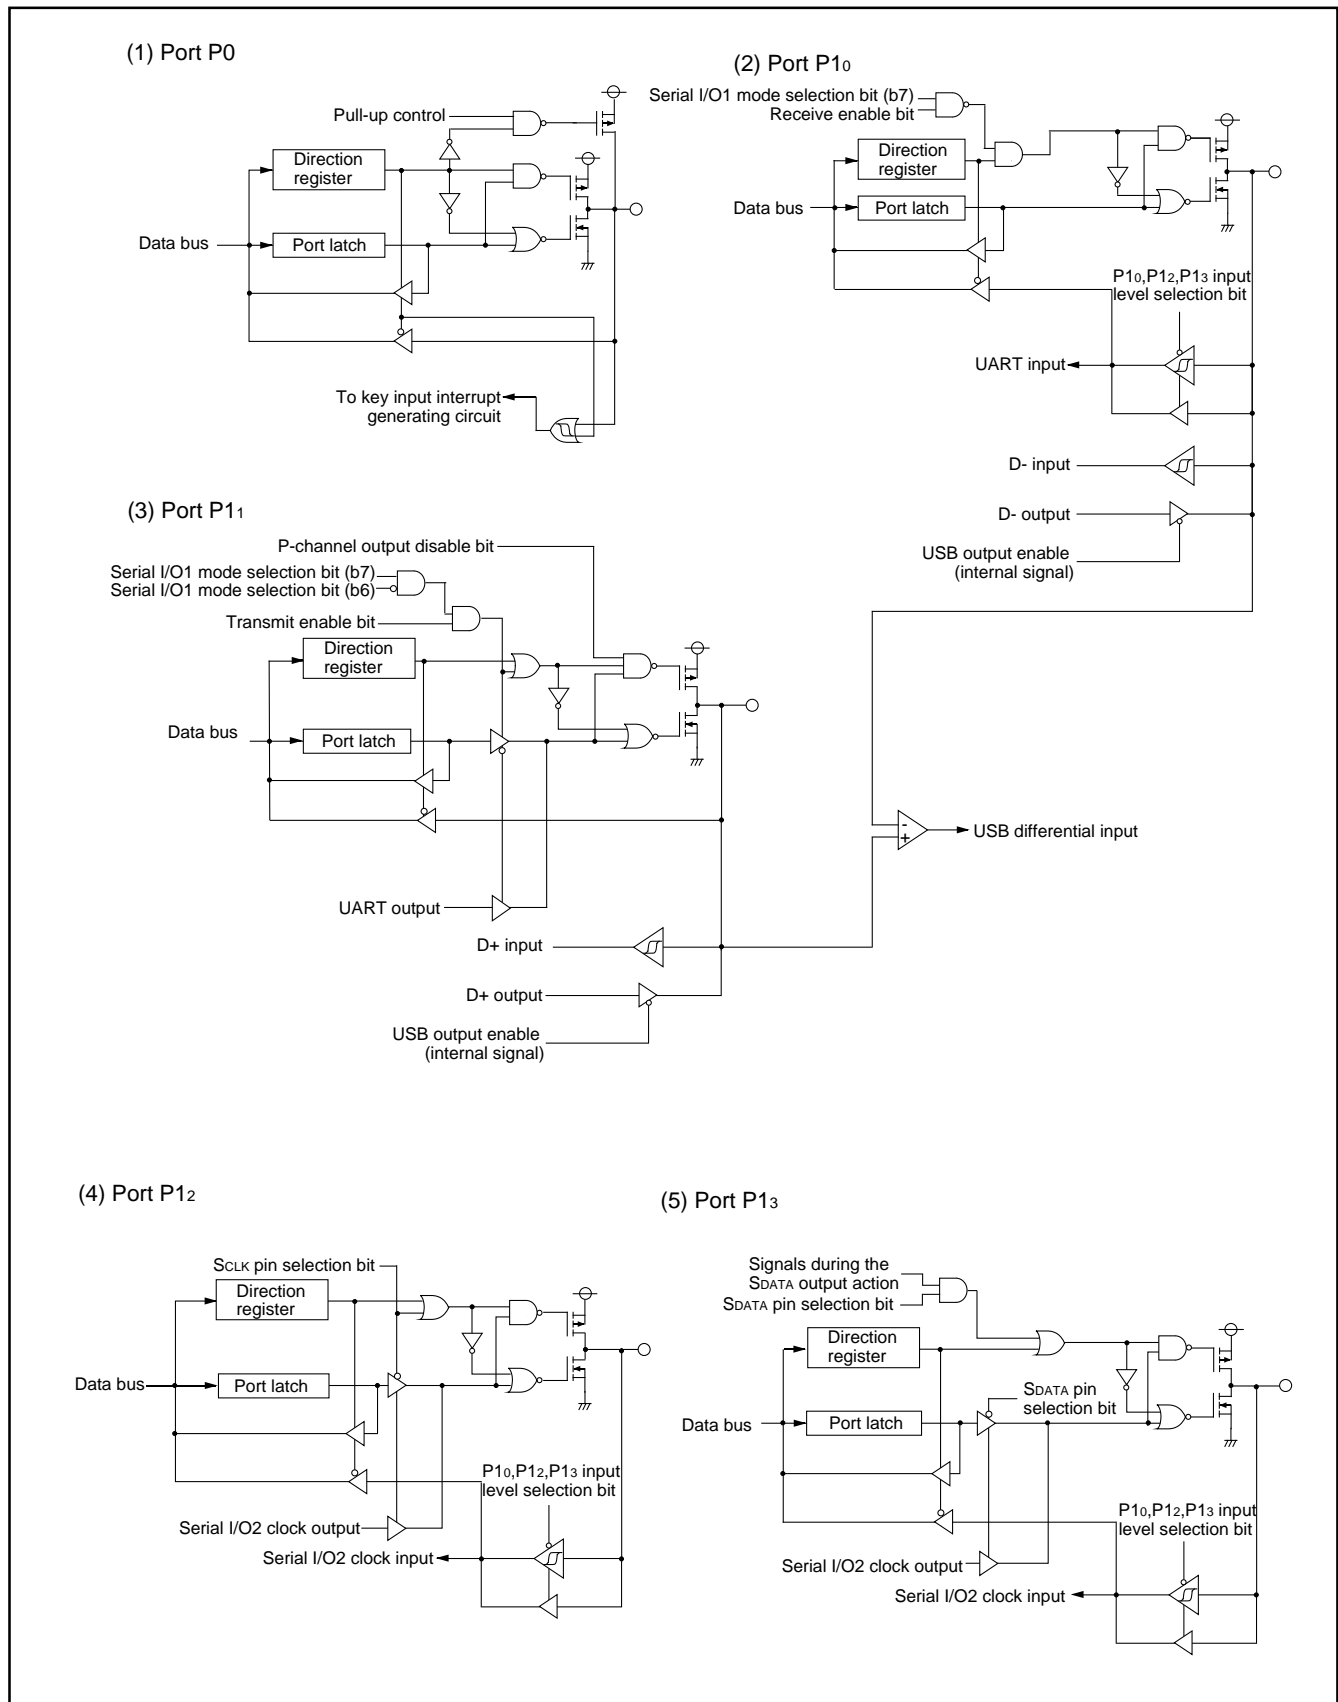 (1) Port P0
Pull-up control
Direction
register
Data bus
Port latch
To key input interrupt
generating circuit
(2) Port P10
Serial I/O1 mode selection bit (b7)
Receive enable bit
Direction
register
Data bus
Port latch
P10,P12,P13 input
level selection bit
UART input
D- input
D- output
USB output enable
(internal signal)
(3) Port P11
P-channel output disable bit
Serial I/O1 mode selection bit (b7)
Serial I/O1 mode selection bit (b6)
Transmit enable bit
Direction
register
Data bus
Port latch
-
+
USB differential input
UART output
D+ input
D+ output
USB output enable
(internal signal)
(4) Port P12
SCLK pin selection bit
Direction
register
Data bus
Port latch
P10,P12,P13 input
level selection bit
Serial I/O2 clock output
Serial I/O2 clock input
(5) Port P13
Signals during the
SDATA output action
SDATA pin selection bit
Direction
register
SDATA pin
selection bit
Data bus
Port latch
P10,P12,P13 input
level selection bit
Serial I/O2 clock output
Serial I/O2 clock input